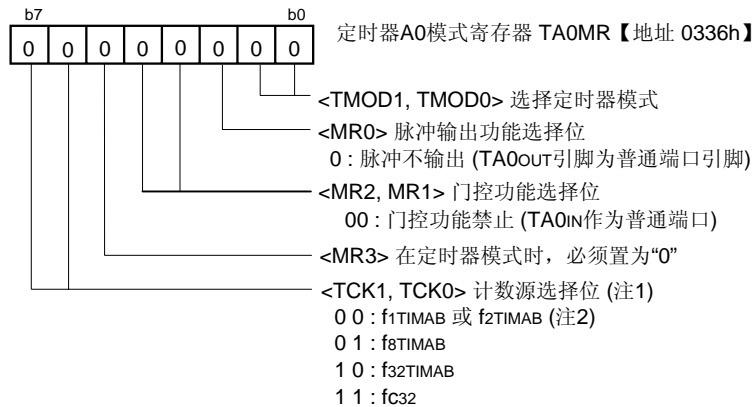 b7 b0
定时器A0模式寄存器 TA0MR【地址 0336h】
0 0 0 0 0 0 0 0
<TMOD1, TMOD0> 选择定时器模式
<MR0> 脉冲输出功能选择位
0 : 脉冲不输出 (TA0OUT引脚为普通端口引脚)
<MR2, MR1> 门控功能选择位
00 : 门控功能禁止 (TA0IN作为普通端口)
<MR3> 在定时器模式时，必须置为“0”
<TCK1, TCK0> 计数源选择位 (注1)
0 0 : f1TIMAB 或 f2TIMAB (注2)
0 1 : f8TIMAB
1 0 : f32TIMAB
1 1 : fC32